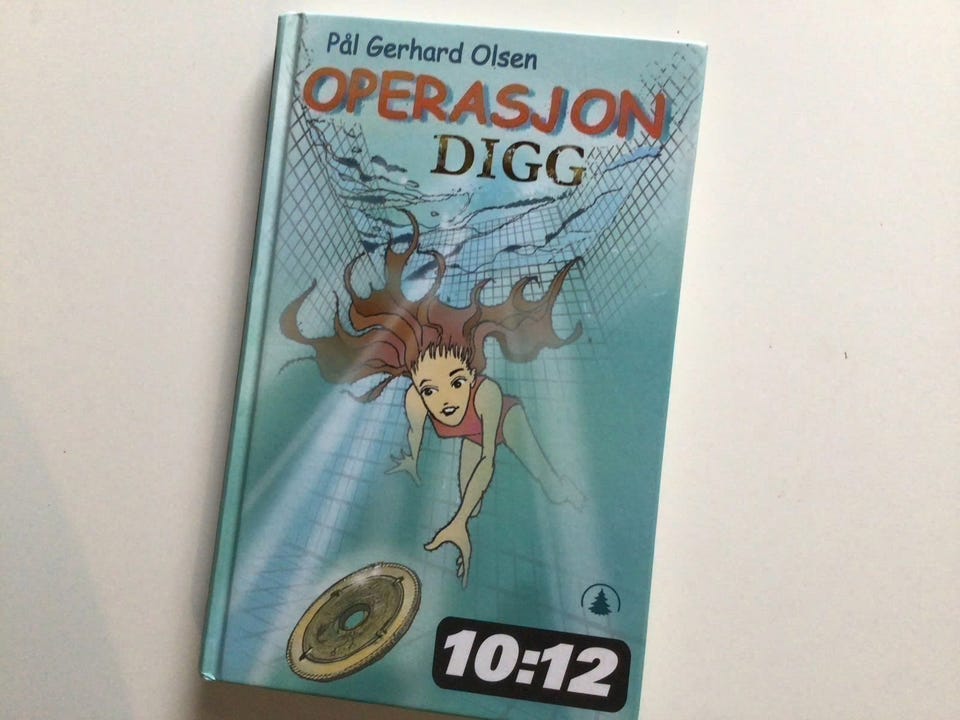 Pål Gerhard Olsen
OPERASJON
DIGG
10:12